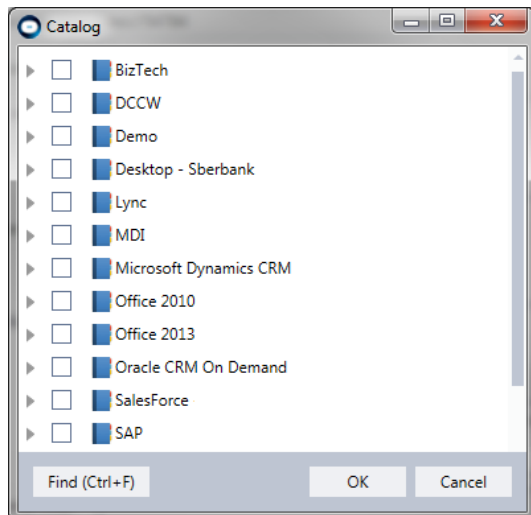 Catalog
BizTech
DCCW
Demo
Desktop - Sberbank
Lync
MDI
Microsoft Dynamics CRM
Office 2010
Office 2013
Oracle CRM On Demand
SalesForce
SAP
Find (Ctrl+F) OK Cancel